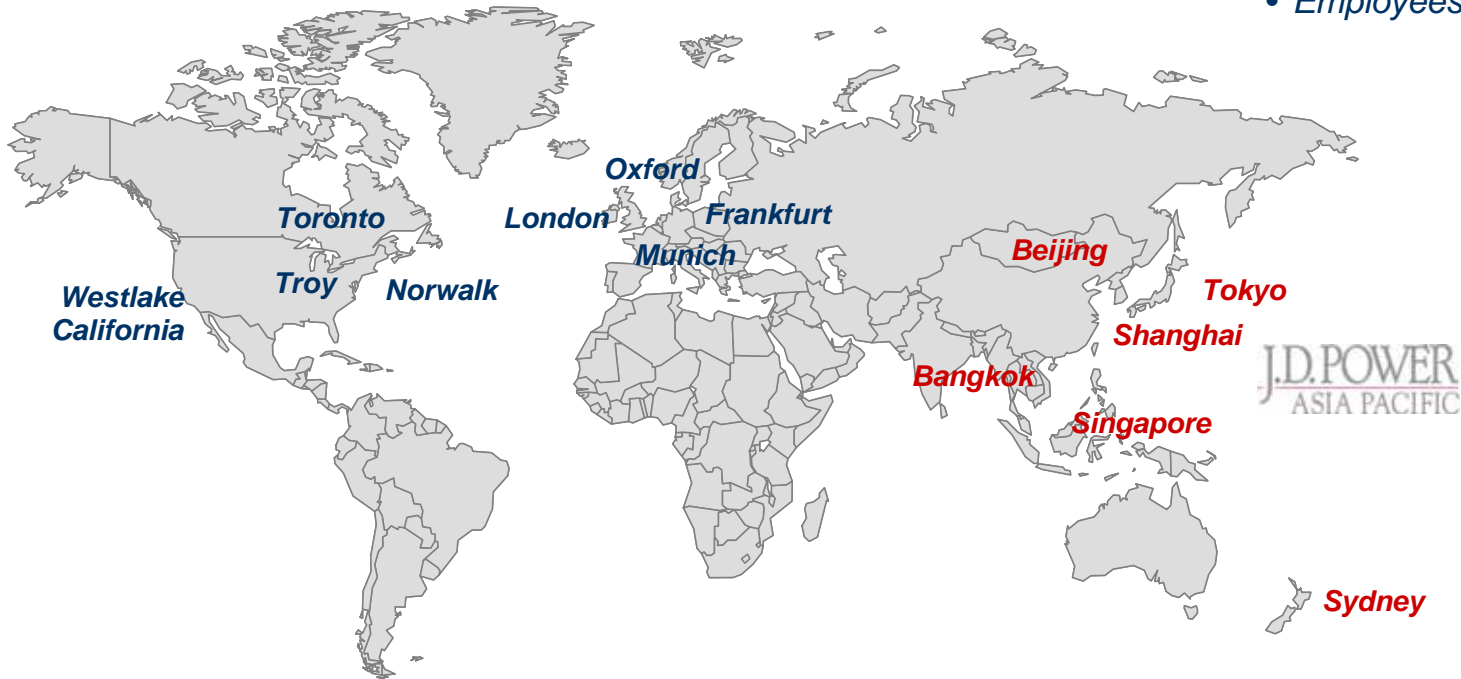 • Employees
Oxford
Toronto
London
Frankfurt
Munich
Beijing
Troy
Norwalk
Westlake
California
Tokyo
Shanghai
Bangkok
J.D. POWER
ASIA PACIFIC
Singapore
Sydney